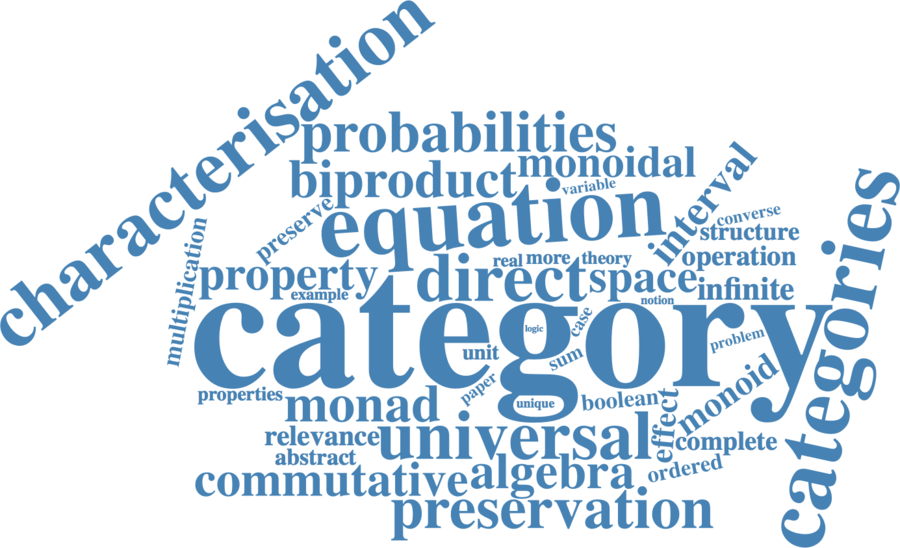 characterisation
probabilities
monoidal
biproduct
variable
interval
preserve
equation
converse
structure
categories
multiplication
property
real
more
theory
operation
direct
space
infinite
example
notion
category
logic
case
problem
unit
sum
properties
paper
unique
boolean
monoid
monad
effect
relevance
universal
complete
abstract
ordered
commutative
algebra
preservation